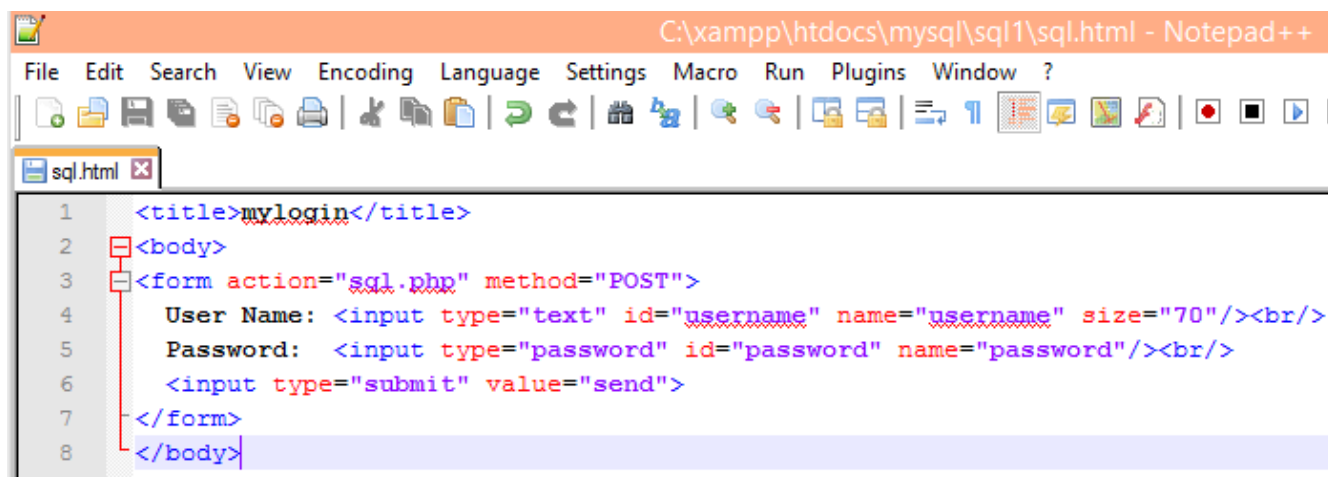 C:\xampp\htdocs\mysql\sql1\sql.html - Notepad++
File Edit Search View Encoding Language Settings Macro Run Plugins Window ?
sql.html
1 <title>mylogin</title>
2 <body>
3 <form action="sql.php" method="POST">
4 User Name: <input type="text" id="username" name="username" size="70"/><br/>
5 Password: <input type="password" id="password" name="password"/><br/>
6 <input type="submit" value="send">
7 </form>
8 </body>